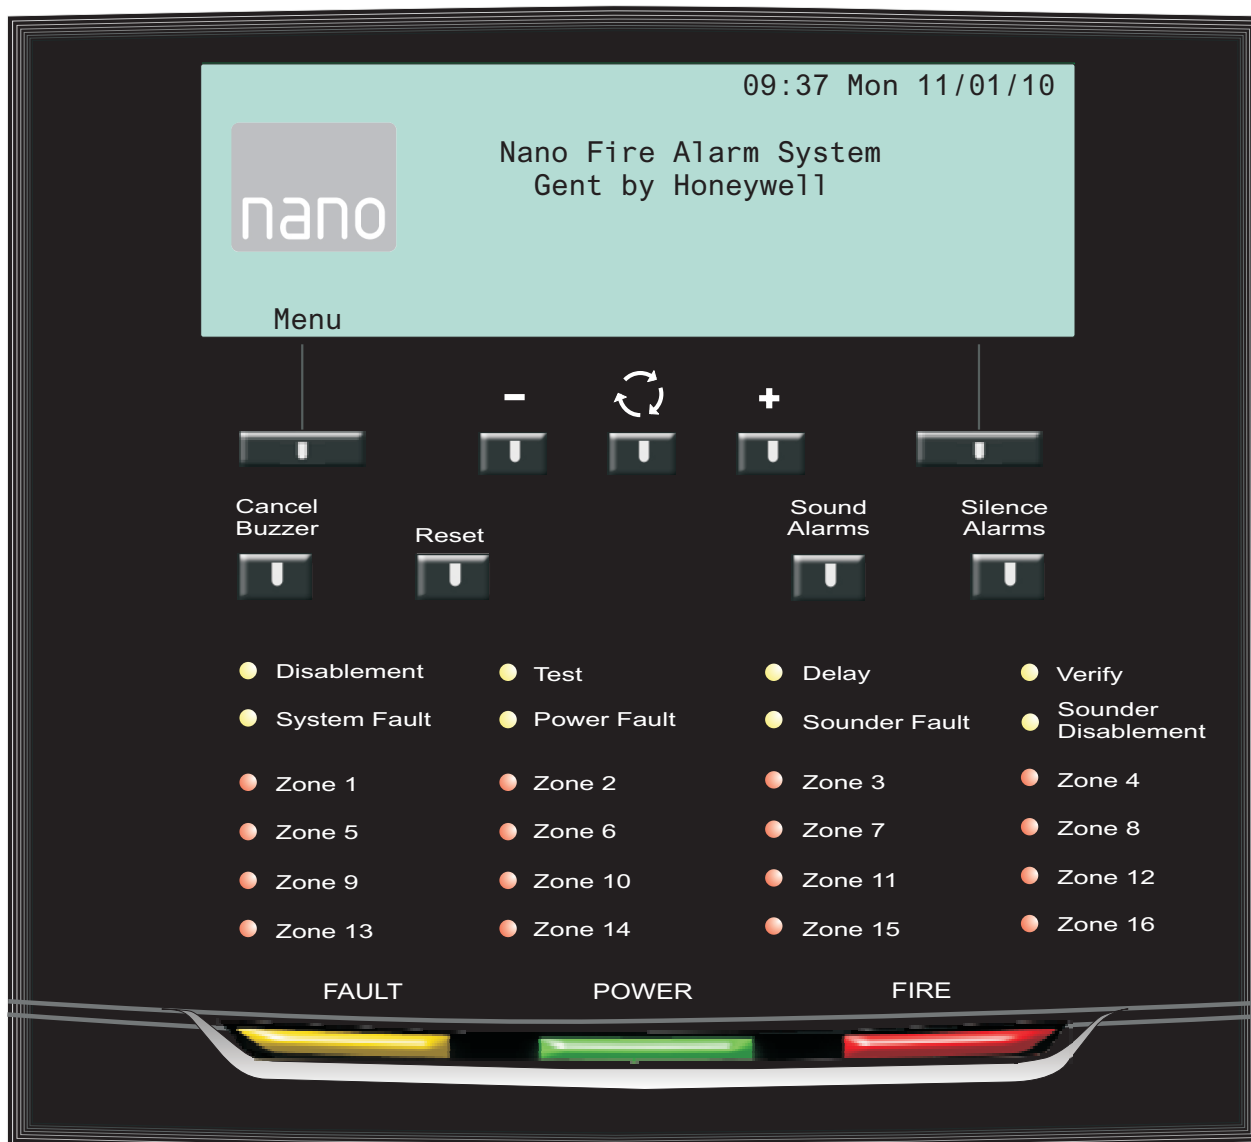 09:37 Mon 11/01/10
nano
Nano Fire Alarm System
Gent by Honeywell
Menu
- +
Cancel
Buzzer
Reset
Sound
Alarms
Silence
Alarms
Disablement Test Delay Verify
System Fault Power Fault Sounder Fault Sounder
Disablement
Zone 1 Zone 2 Zone 3 Zone 4
Zone 5 Zone 6 Zone 7 Zone 8
Zone 9 Zone 10 Zone 11 Zone 12
Zone 13 Zone 14 Zone 15 Zone 16
FAULT POWER FIRE